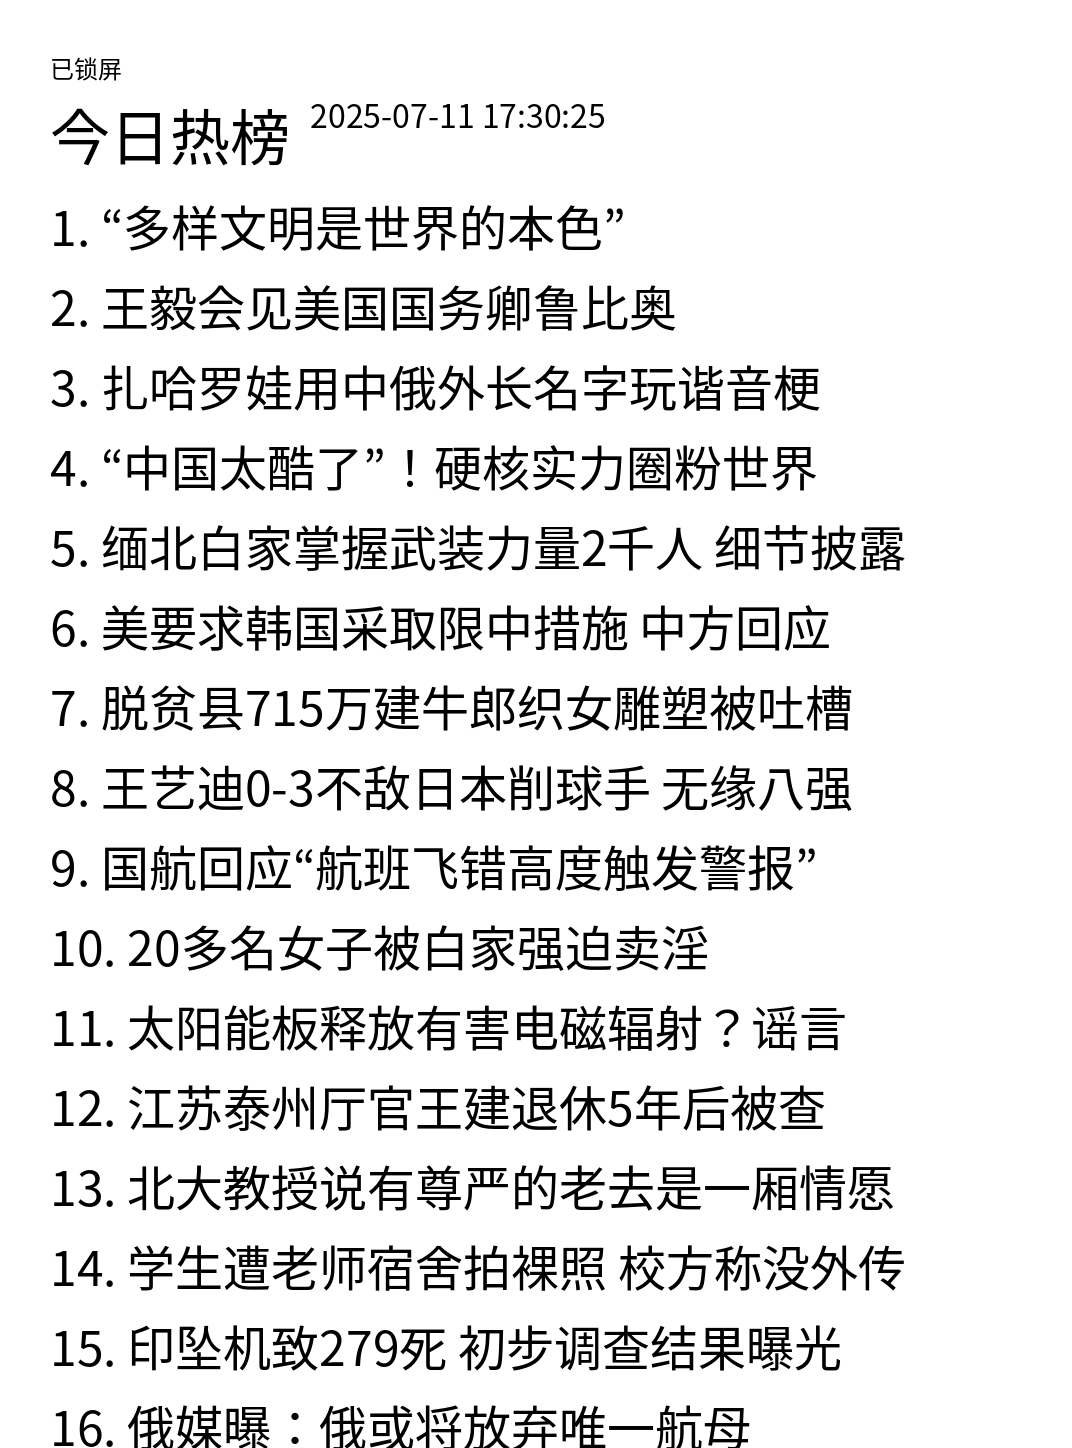 已锁屏
今日热榜 2025-07-11 17:30:25
1. “多样文明是世界的本色”
2. 王毅会见美国国务卿鲁比奥
3. 扎哈罗娃用中俄外长名字玩谐音梗
4. “中国太酷了”！硬核实力圈粉世界
5. 缅北白家掌握武装力量2千人 细节披露
6. 美要求韩国采取限中措施 中方回应
7. 脱贫县715万建牛郎织女雕塑被吐槽
8. 王艺迪0-3不敌日本削球手 无缘八强
9. 国航回应“航班飞错高度触发警报”
10. 20多名女子被白家强迫卖淫
11. 太阳能板释放有害电磁辐射？谣言
12. 江苏泰州厅官王建退休5年后被查
13. 北大教授说有尊严的老去是一厢情愿
14. 学生遭老师宿舍拍裸照 校方称没外传
15. 印坠机致279死 初步调查结果曝光
16. 俄媒曝：俄或将放弃唯一航母